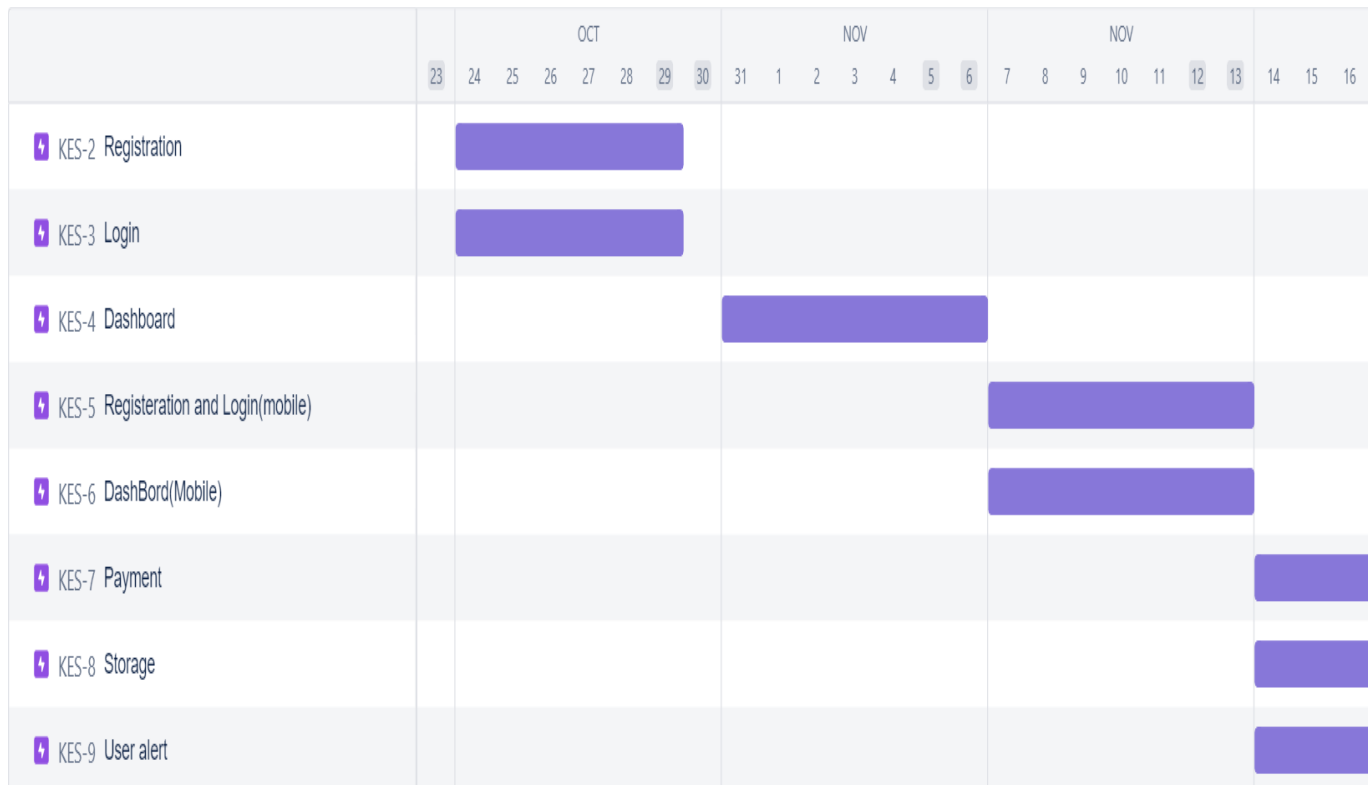 OCT NOV NOV
23 24 25 26 27 28 29 30 31 1 2 3 4 5 6 7 8 9 10 11 12 13 14 15 16
KES-2 Registration
KES-3 Login
KES-4 Dashboard
KES-5 Registeration and Login(mobile)
KES-6 DashBord(Mobile)
KES-7 Payment
KES-8 Storage
KES-9 User alert